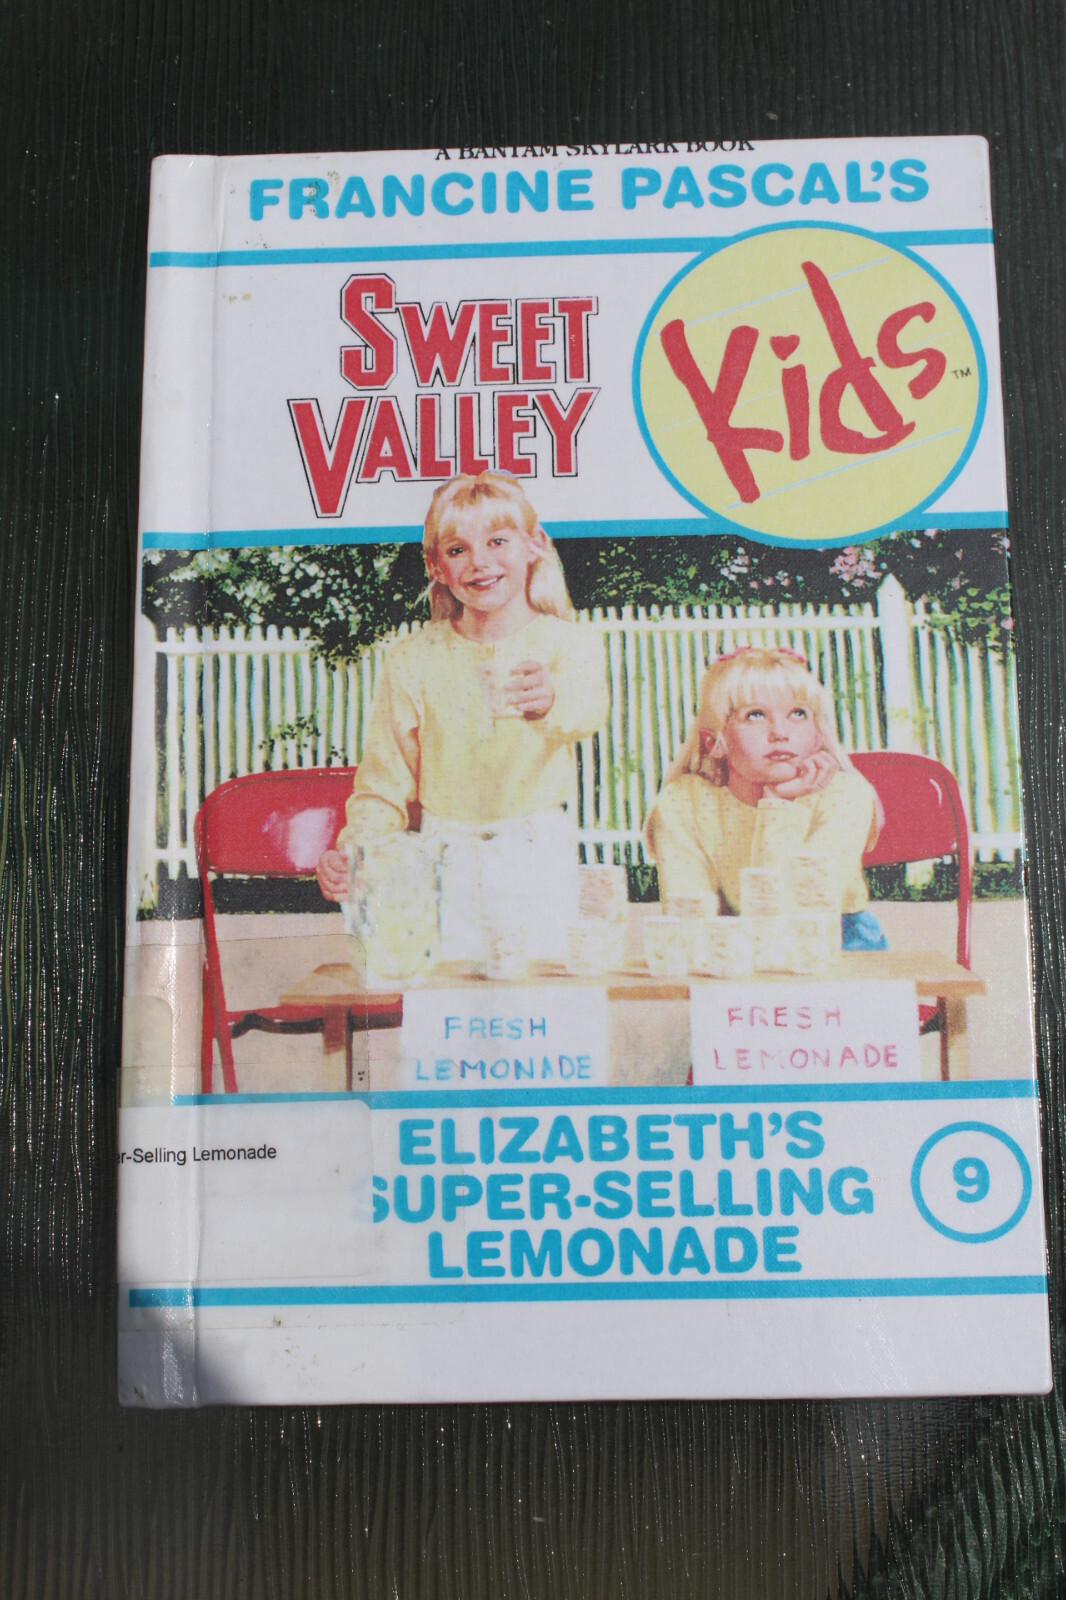 A BANTAM SKYLARK BOOK
FRANCINE PASCAL'S
SWEET
VALLEY
Kids
TM
FRESH
LEMONADE
FRESH
LEMONADE
er-Selling Lemonade
ELIZABETH'S
SUPER-SELLING
LEMONADE
9